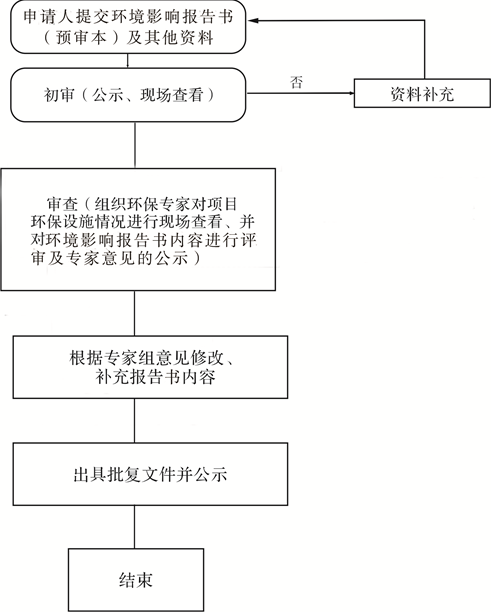 申请人提交环境影响报告书
（预审本）及其他资料
初审（公示、现场查看）
否
资料补充
审查（组织环保专家对项目
环保设施情况进行现场查看、并
对环境影响报告书内容进行评
审及专家意见的公示）
根据专家组意见修改、
补充报告书内容
出具批复文件并公示
结束